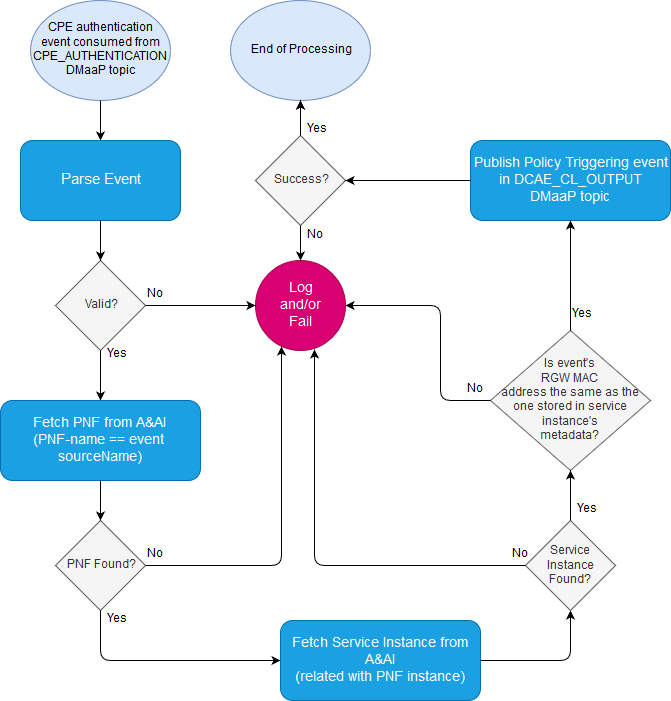 CPE authentication
event consumed from
CPE_AUTHENTICATION
DMaaP topic
End of Processing
Yes
Parse Event
Success?
Publish Policy Triggering event
in DCAE_CL_OUTPUT
DMaaP topic
No
Valid?
No
Log
and/or
Fail
Yes
Yes
Is event's
RGW MAC
address the same as the
one stored in service
instance's
metadata?
No
Fetch PNF from A&AI
(PNF-name == event
sourceName)
Yes
PNF Found?
No
No
Service
Instance
Found?
Yes
Fetch Service Instance from
A&AI
(related with PNF instance)